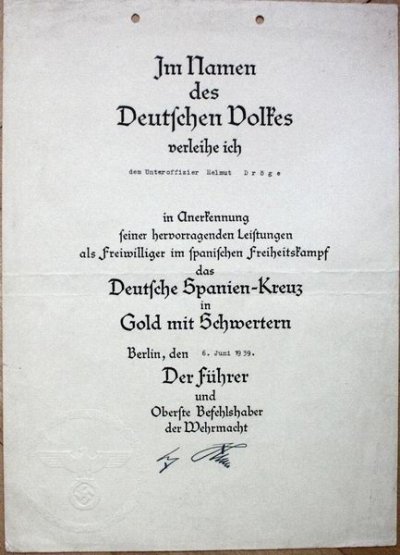 Im Namen
des
Deutschen Volkes
verleihe ich
dem Unteroffizier Helmut Dröge
in Anerkennung
seiner hervorragenden Leistungen
als Freiwilliger im spanischen Freiheitskampf
das
Deutsche Spanien-Kreuz
in
Gold mit Schwertern
Berlin, den 6. Juni 1939.
Der Führer
und
Oberste Befehlshaber
der Wehrmacht